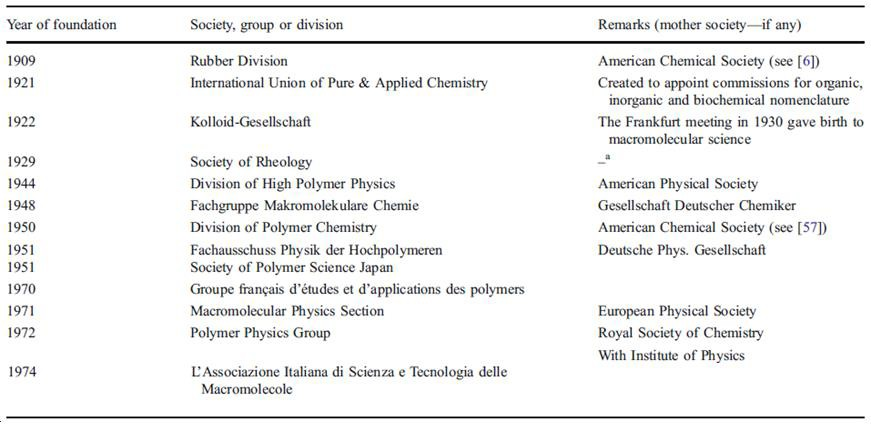 Year of foundation Society, group or division Remarks (mother society—if any)
1909 Rubber Division American Chemical Society (see [6])
1921 International Union of Pure & Applied Chemistry Created to appoint commissions for organic,
inorganic and biochemical nomenclature
1922 Kolloid-Gesellschaft The Frankfurt meeting in 1930 gave birth to
macromolecular science
1929 Society of Rheology –a
1944 Division of High Polymer Physics American Physical Society
1948 Fachgruppe Makromolekulare Chemie Gesellschaft Deutscher Chemiker
1950 Division of Polymer Chemistry American Chemical Society (see [57])
1951 Fachausschuss Physik der Hochpolymeren Deutsche Phys. Gesellschaft
1951 Society of Polymer Science Japan
1970 Groupe français d’études et d’applications des polymers
1971 Macromolecular Physics Section European Physical Society
1972 Polymer Physics Group Royal Society of Chemistry
With Institute of Physics
1974 L’Associazione Italiana di Scienza e Tecnologia delle
Macromolecole